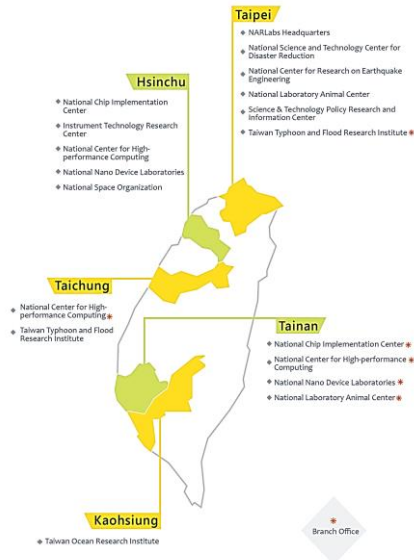 Taipei
❖ NARLabs Headquarters
❖ National Science and Technology Center for
Disaster Reduction
❖ National Center for Research on Earthquake
Engineering
❖ National Laboratory Animal Center
❖ Science & Technology Policy Research and
Information Center
❖ Taiwan Typhoon and Flood Research Institute ✳
Hsinchu
❖ National Chip Implementation
Center
❖ Instrument Technology Research
Center
❖ National Center for High-
performance Computing
❖ National Nano Device Laboratories
❖ National Space Organization
Taichung
❖ National Center for High-
performance Computing ✳
❖ Taiwan Typhoon and Flood
Research Institute
Tainan
❖ National Chip Implementation Center ✳
❖ National Center for High-performance ✳
Computing
❖ National Nano Device Laboratories ✳
❖ National Laboratory Animal Center ✳
Kaohsiung
❖ Taiwan Ocean Research Institute
✳
Branch Office